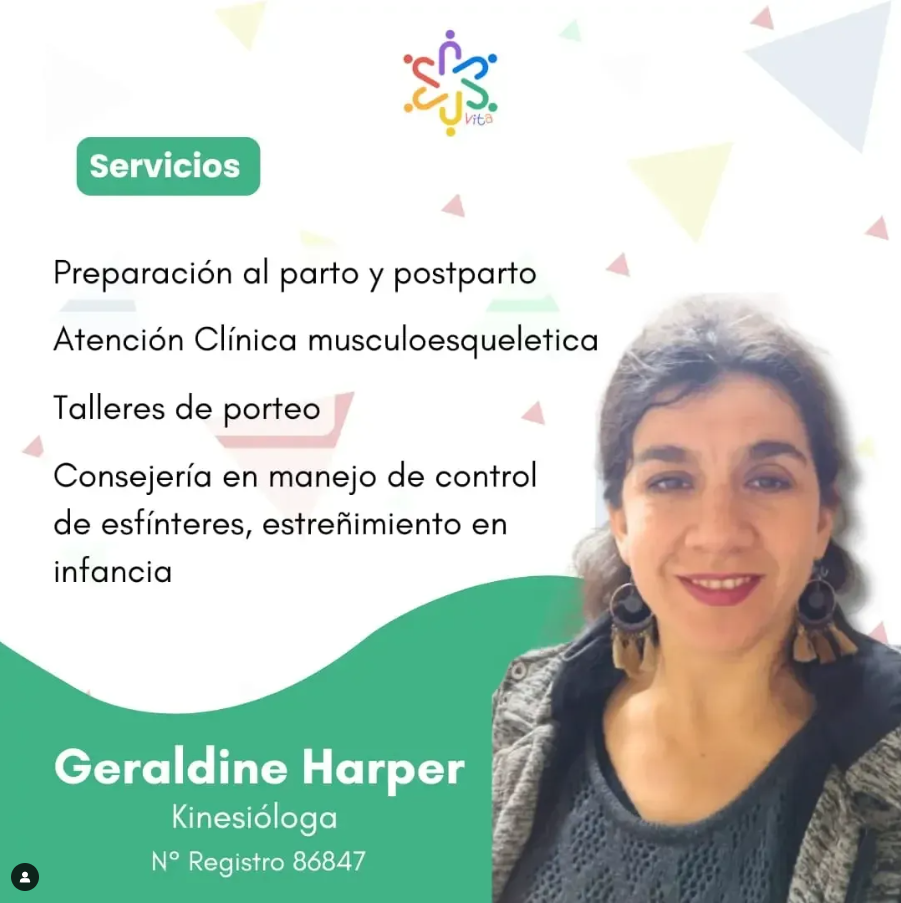 vita
Servicios
Preparación al parto y postparto
Atención Clínica musculoesqueletica
Talleres de porteo
Consejería en manejo de control
de esfínteres, estreñimiento en
infancia
Geraldine Harper
Kinesióloga
N° Registro 86847